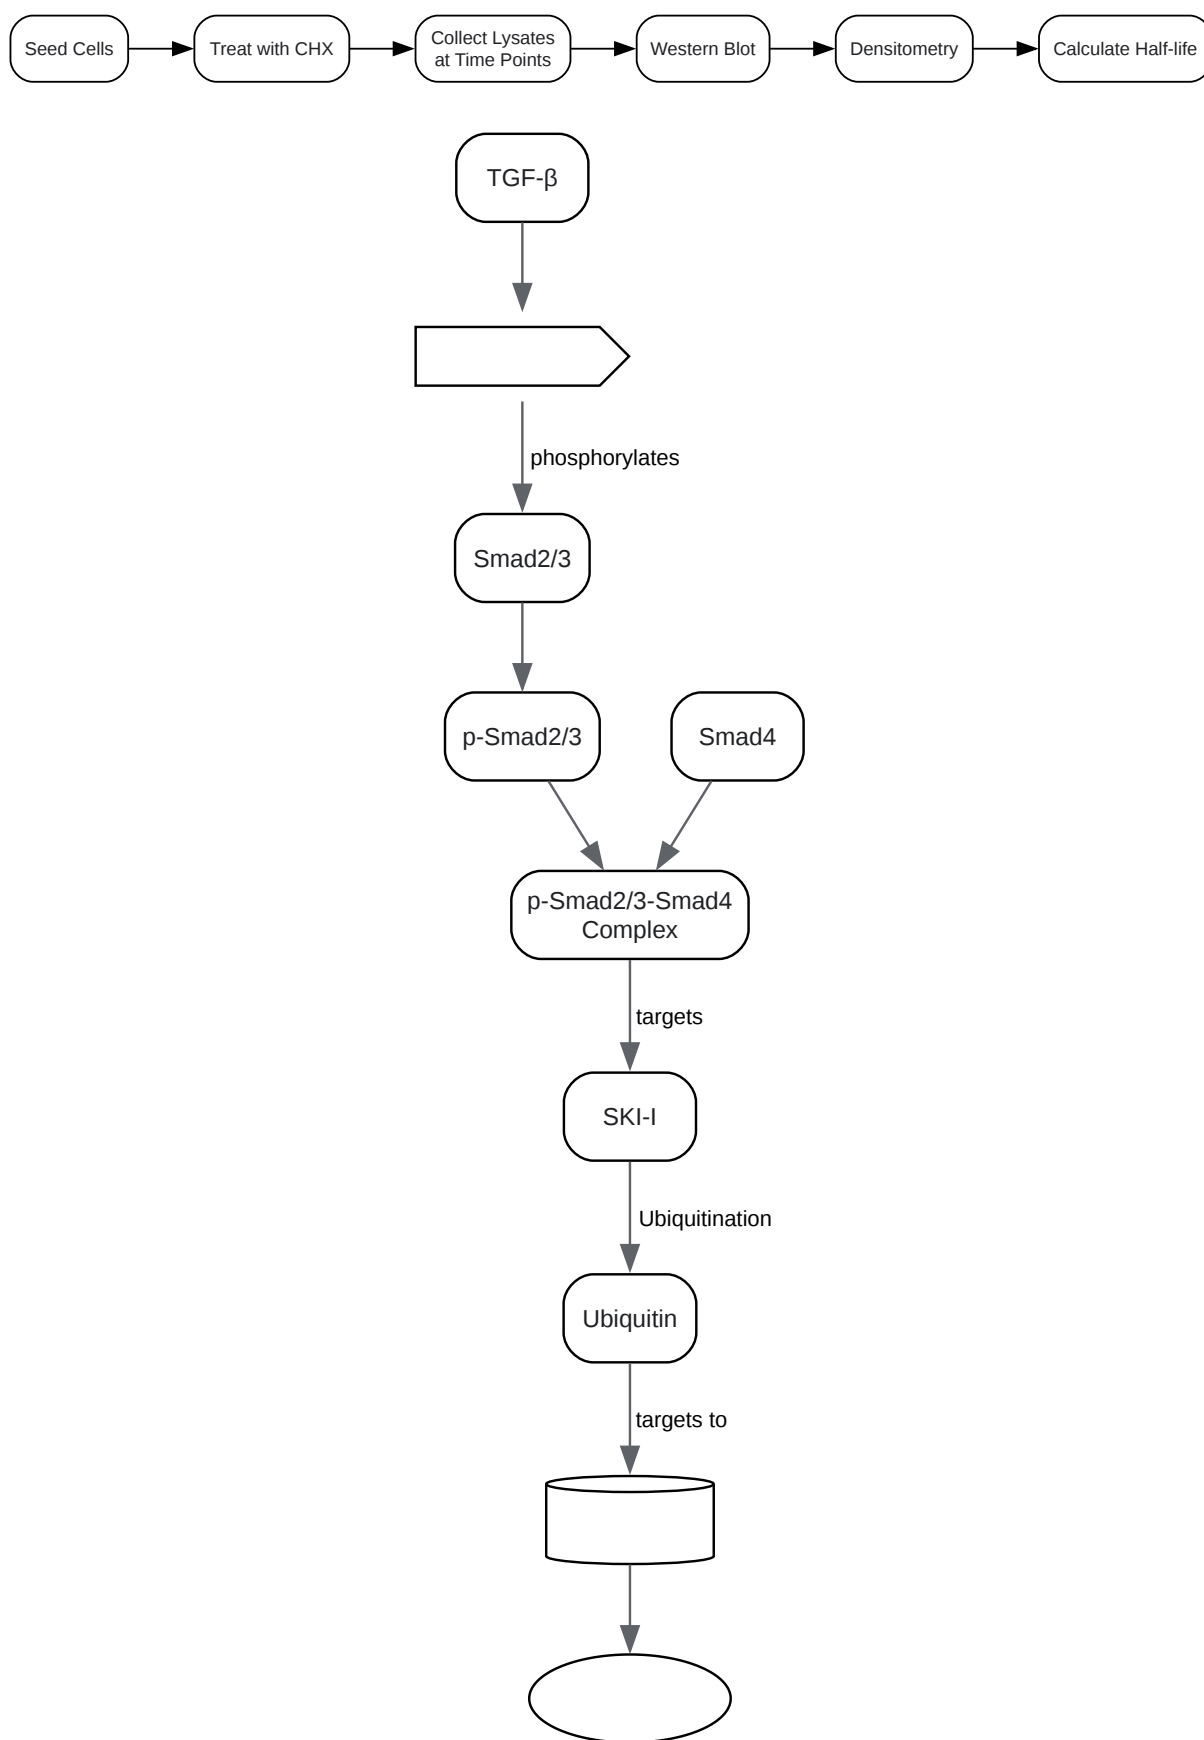 Seed Cells
Treat with CHX
Collect Lysates
at Time Points
Western Blot
Densitometry
Calculate Half-life
TGF-β
phosphorylates
Smad2/3
p-Smad2/3
Smad4
p-Smad2/3-Smad4
Complex
targets
SKI-I
Ubiquitination
Ubiquitin
targets to